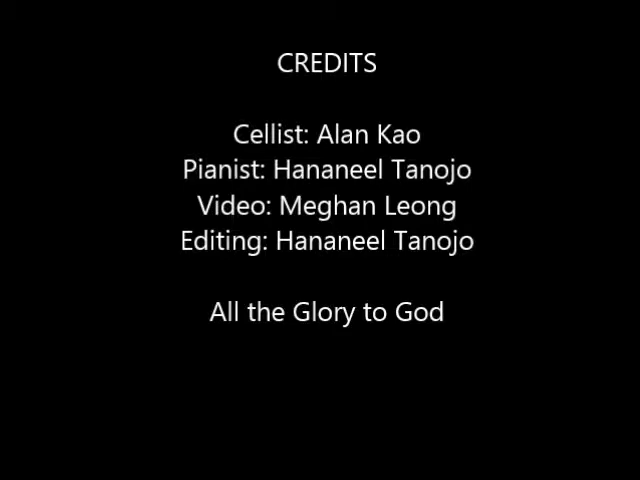 CREDITS
Cellist: Alan Kao
Pianist: Hananeel Tanojo
Video: Meghan Leong
Editing: Hananeel Tanojo
All the Glory to God